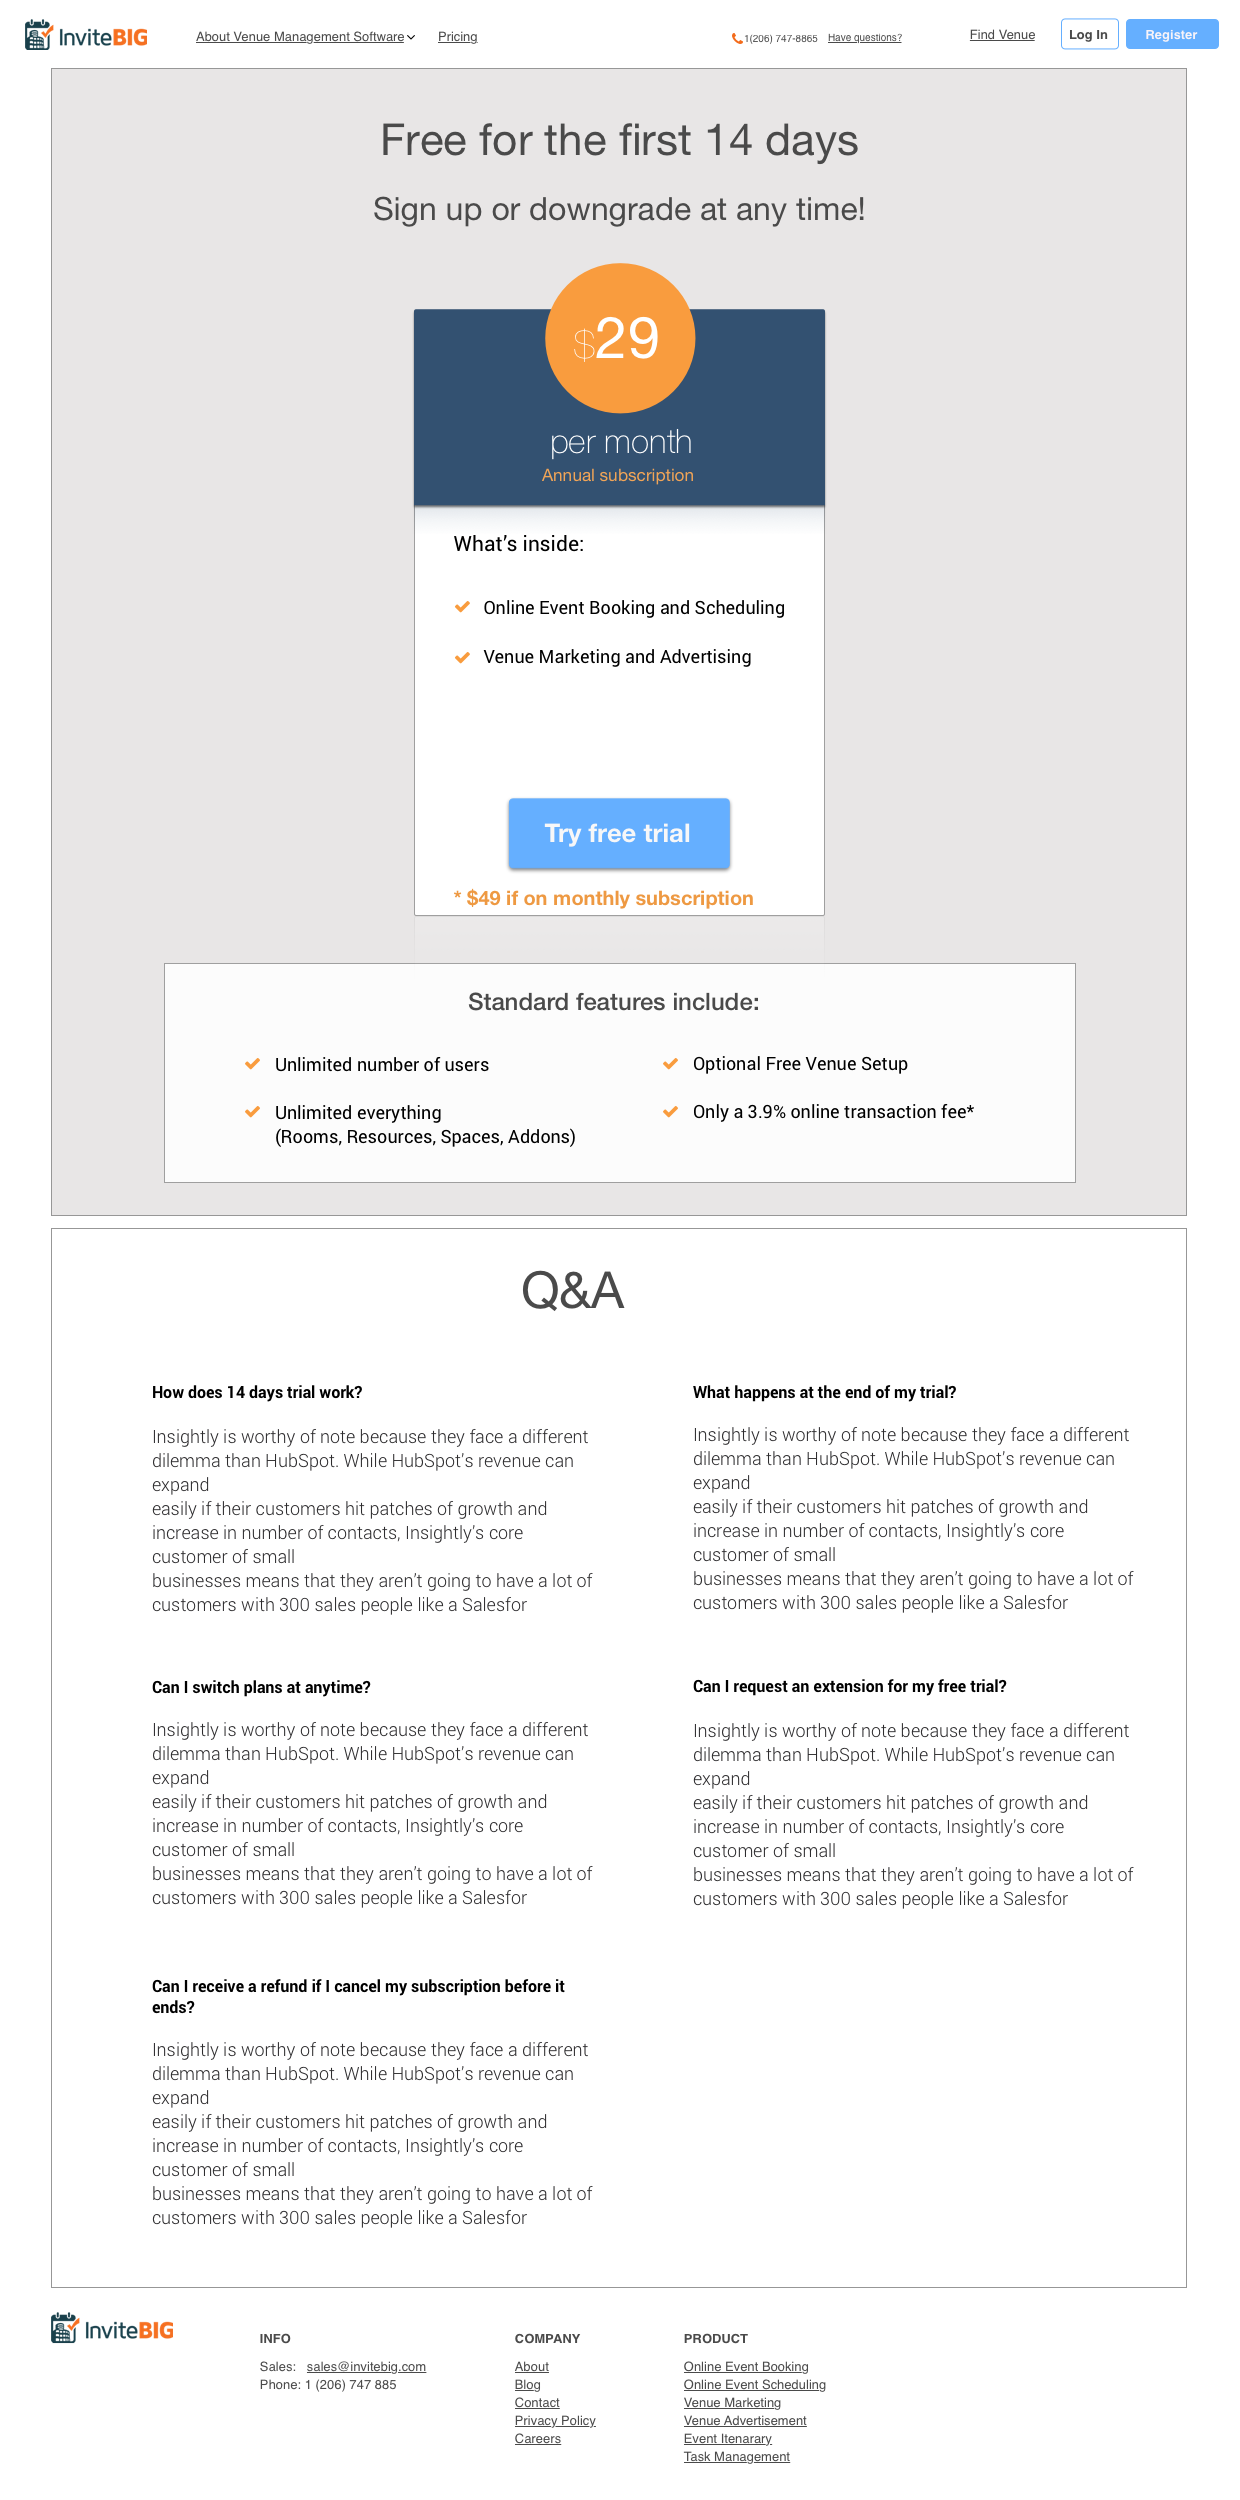 InviteBIG
About Venue Management Software
Pricing
1(206) 747-8865
Have questions?
Find Venue
Log In
Register
Free for the first 14 days
Sign up or downgrade at any time!
$29
per month
Annual subscription
What's inside:
Online Event Booking and Scheduling
Venue Marketing and Advertising
Try free trial
* $49 if on monthly subscription
Standard features include:
Unlimited number of users
Unlimited everything
(Rooms, Resources, Spaces, Addons)
Optional Free Venue Setup
Only a 3.9% online transaction fee*
Q&A
How does 14 days trial work?
Insightly is worthy of note because they face a different
dilemma than HubSpot. While HubSpot's revenue can
expand
easily if their customers hit patches of growth and
increase in number of contacts, Insightly's core
customer of small
businesses means that they aren't going to have a lot of
customers with 300 sales people like a Salesfor
What happens at the end of my trial?
Insightly is worthy of note because they face a different
dilemma than HubSpot. While HubSpot's revenue can
expand
easily if their customers hit patches of growth and
increase in number of contacts, Insightly's core
customer of small
businesses means that they aren't going to have a lot of
customers with 300 sales people like a Salesfor
Can I switch plans at anytime?
Insightly is worthy of note because they face a different
dilemma than HubSpot. While HubSpot's revenue can
expand
easily if their customers hit patches of growth and
increase in number of contacts, Insightly's core
customer of small
businesses means that they aren't going to have a lot of
customers with 300 sales people like a Salesfor
Can I request an extension for my free trial?
Insightly is worthy of note because they face a different
dilemma than HubSpot. While HubSpot's revenue can
expand
easily if their customers hit patches of growth and
increase in number of contacts, Insightly's core
customer of small
businesses means that they aren't going to have a lot of
customers with 300 sales people like a Salesfor
Can I receive a refund if I cancel my subscription before it
ends?
Insightly is worthy of note because they face a different
dilemma than HubSpot. While HubSpot's revenue can
expand
easily if their customers hit patches of growth and
increase in number of contacts, Insightly's core
customer of small
businesses means that they aren't going to have a lot of
customers with 300 sales people like a Salesfor
InviteBIG
INFO
Sales: sales@invitebig.com
Phone: 1 (206) 747 885
COMPANY
About
Blog
Contact
Privacy Policy
Careers
PRODUCT
Online Event Booking
Online Event Scheduling
Venue Marketing
Venue Advertisement
Event Itenarary
Task Management